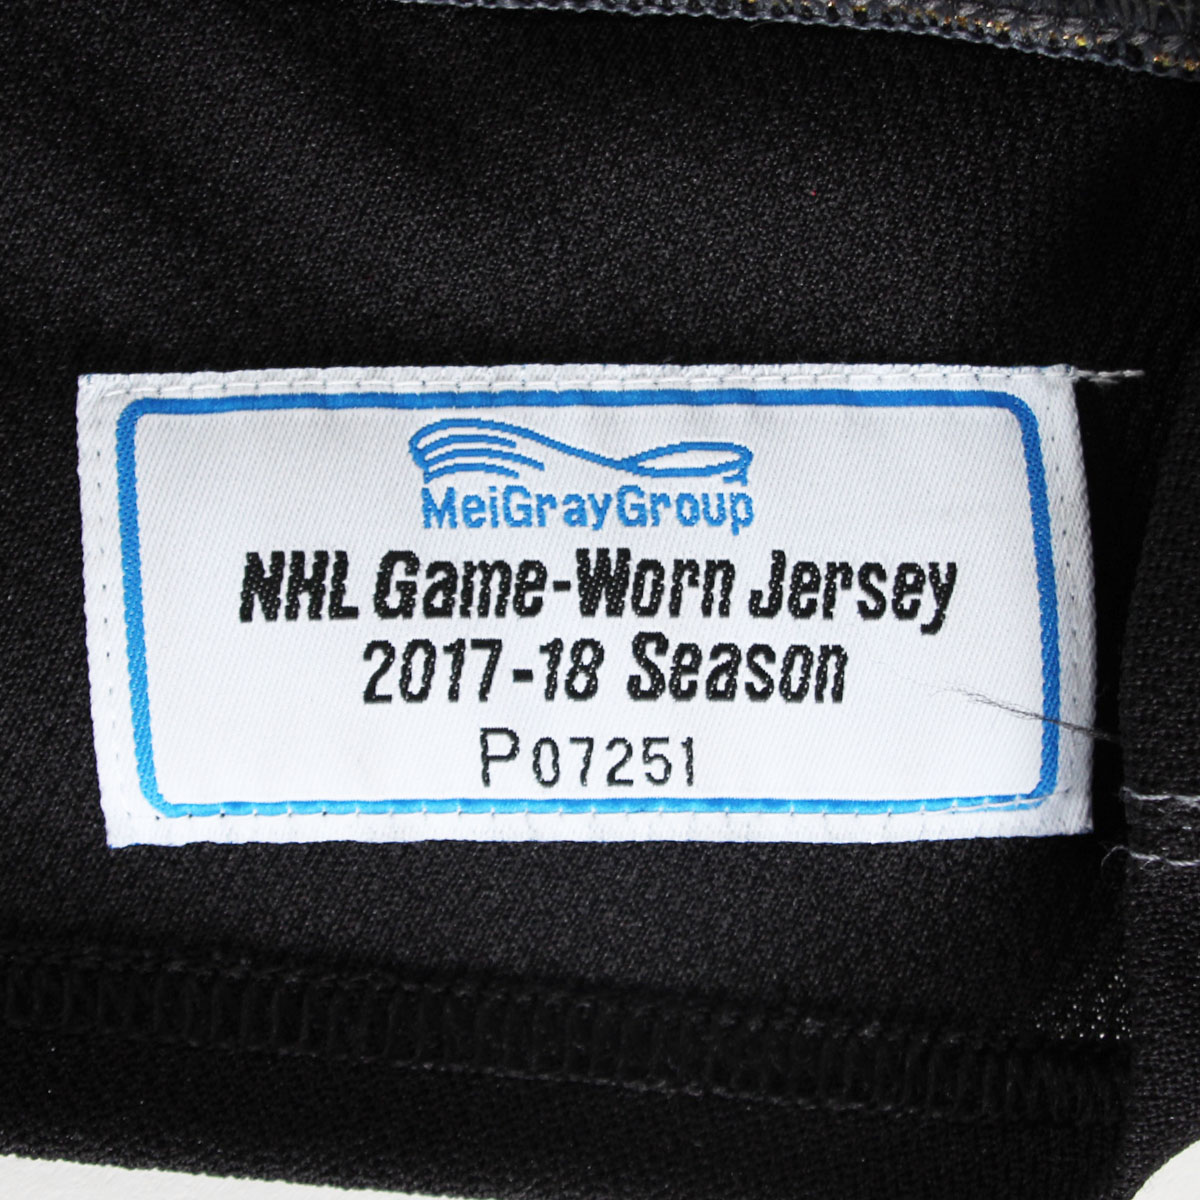 MeiGrayGroup
NHL Game-Worn Jersey
2017-18 Season
P07251